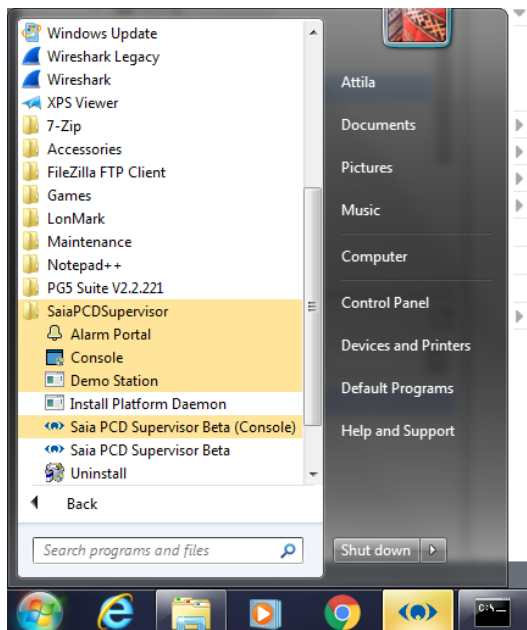 Windows Update
Wireshark Legacy
Wireshark
XPS Viewer
7-Zip
Accessories
FileZilla FTP Client
Games
LonMark
Maintenance
Notepad++
PG5 Suite V2.2.221
SaiaPCDSupervisor
Alarm Portal
Console
Demo Station
Install Platform Daemon
Saia PCD Supervisor Beta (Console)
Saia PCD Supervisor Beta
Uninstall
Back
Search programs and files
Attila
Documents
Pictures
Music
Computer
Control Panel
Devices and Printers
Default Programs
Help and Support
Shut down
C:\